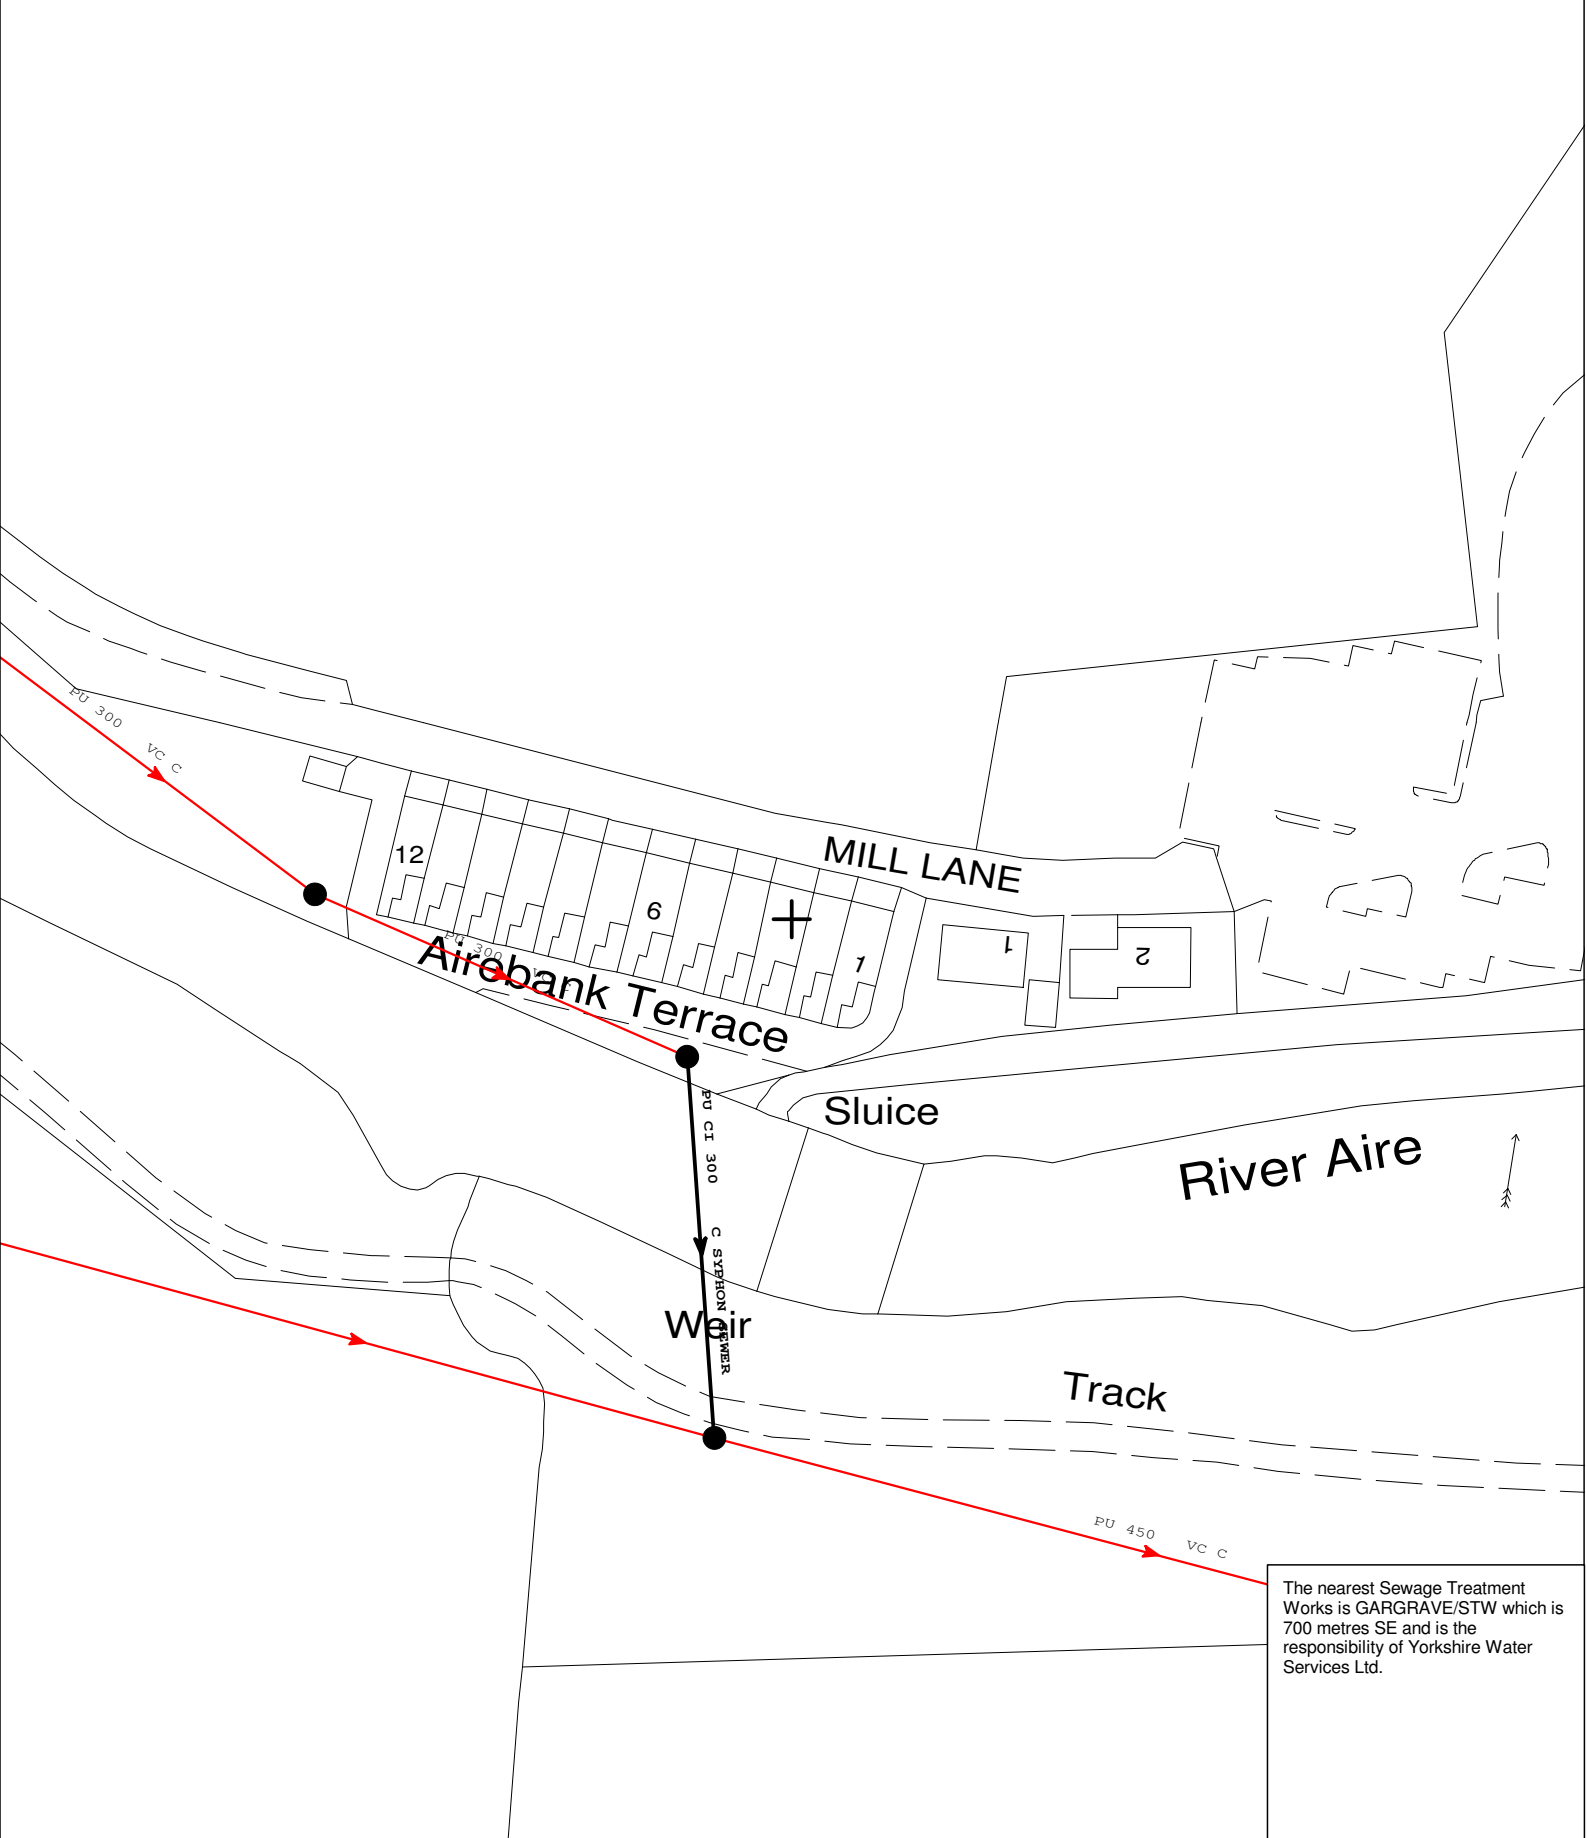 PU 300 VC C
12
6
1
MILL LANE
1
2
PU 300 VC C
Airebank Terrace
PU CI 300 C SYPHON SEWER
Sluice
River Aire
Weir
Track
PU 450 VC C
The nearest Sewage Treatment
Works is GARGRAVE/STW which is
700 metres SE and is the
responsibility of Yorkshire Water
Services Ltd.